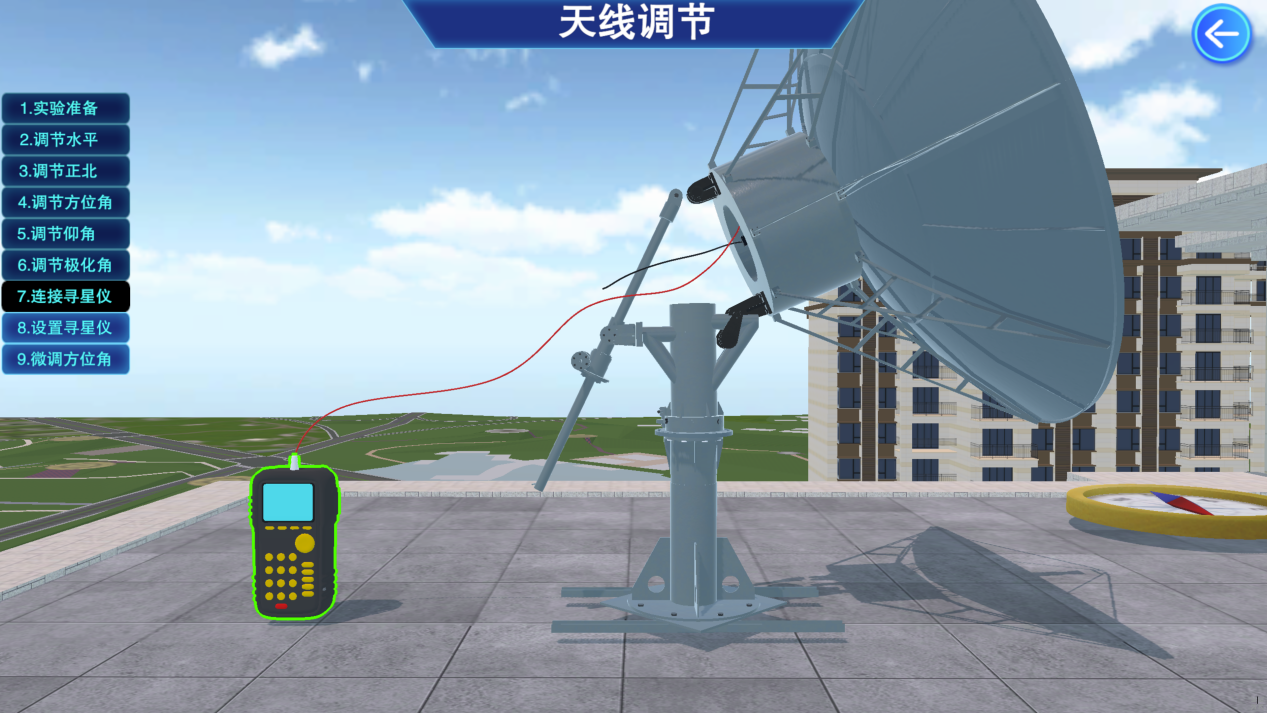 天线调节
1.实验准备
2.调节水平
3.调节正北
4.调节方位角
5.调节仰角
6.调节极化角
7.连接寻星仪
8.设置寻星仪
9.微调方位角